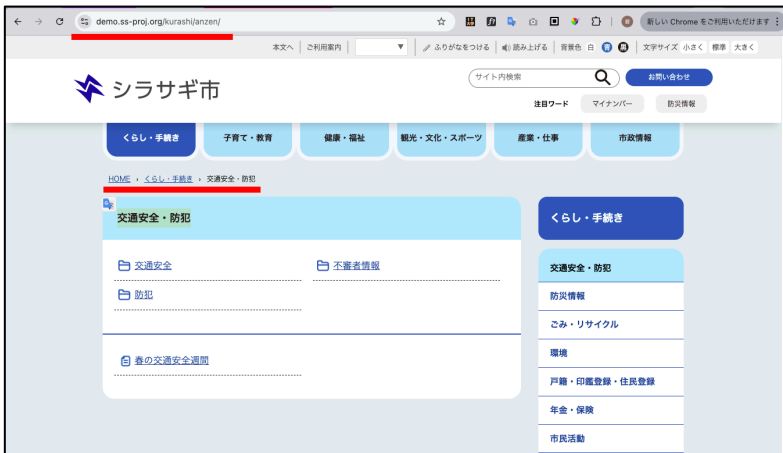 demo.ss-proj.org/kurashi/anzen/
新しい Chrome をご利用いただけます
本文へ ご利用案内 ▼ ふりがなをつける 読み上げる 背景色 白 青 黒 文字サイズ 小さく 標準 大きく
シラサギ市
サイト内検索
お問い合わせ
注目ワード マイナンバー 防災情報
くらし・手続き 子育て・教育 健康・福祉 観光・文化・スポーツ 産業・仕事 市政情報
HOME › くらし・手続き › 交通安全・防犯
交通安全・防犯
交通安全 不審者情報
防犯
春の交通安全週間
くらし・手続き
交通安全・防犯
防災情報
ごみ・リサイクル
環境
戸籍・印鑑登録・住民登録
年金・保険
市民活動